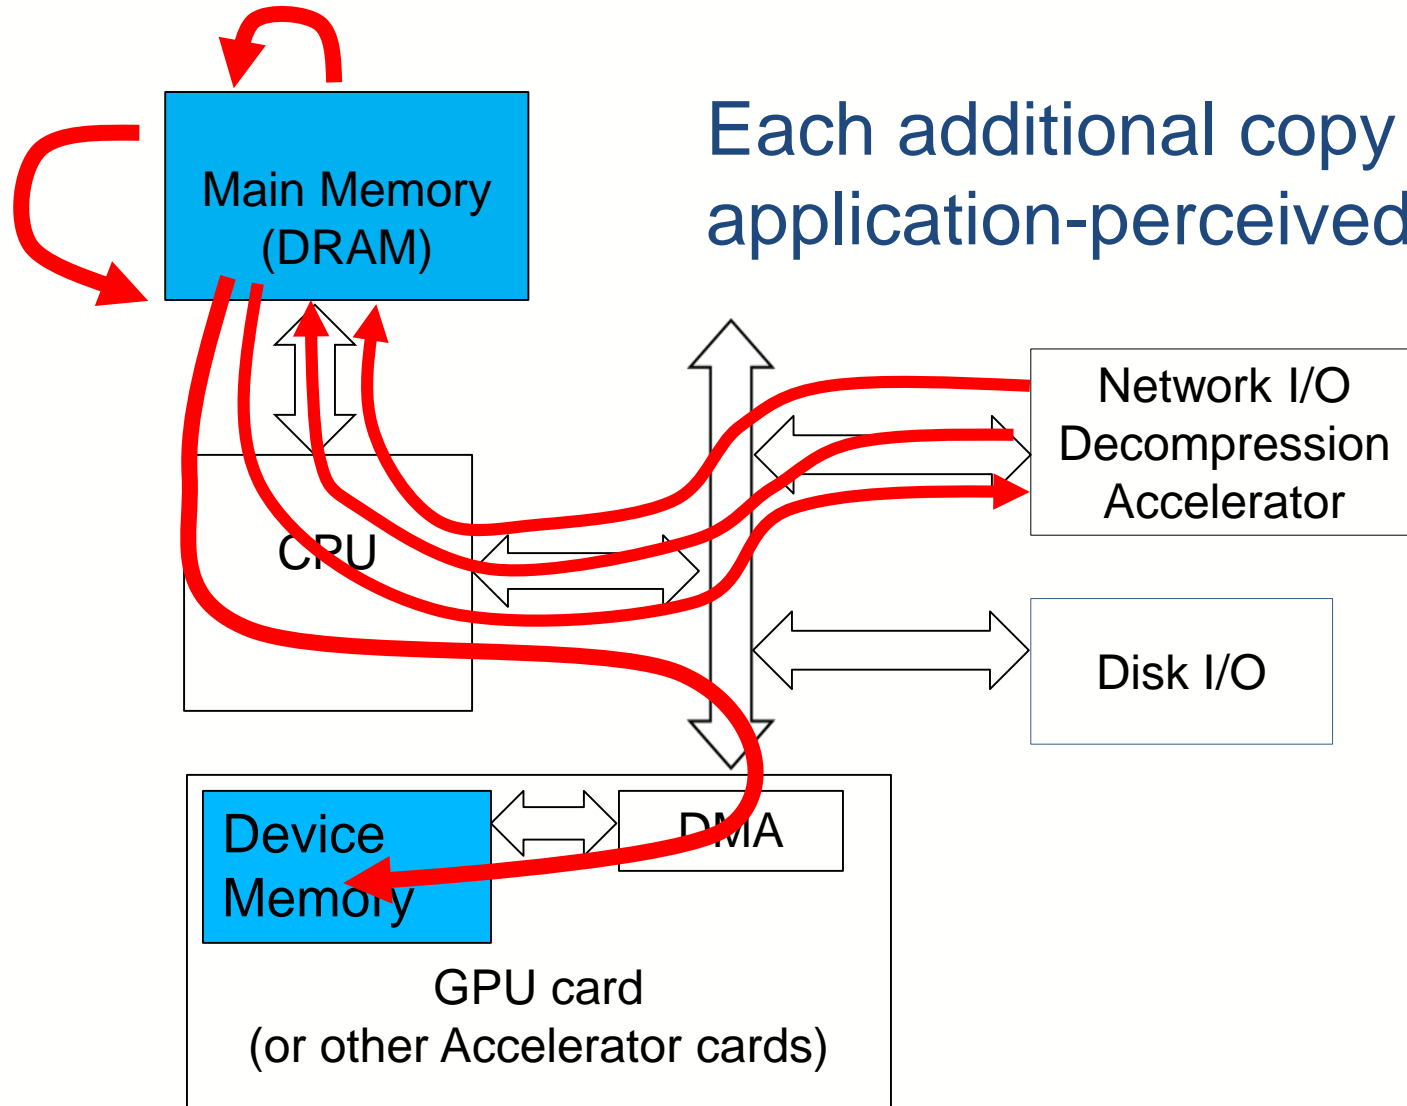 Each additional copy
application-perceived
Main Memory
(DRAM)
Network I/O
Decompression
Accelerator
CPU
Disk I/O
Device
Memory
DMA
GPU card
(or other Accelerator cards)